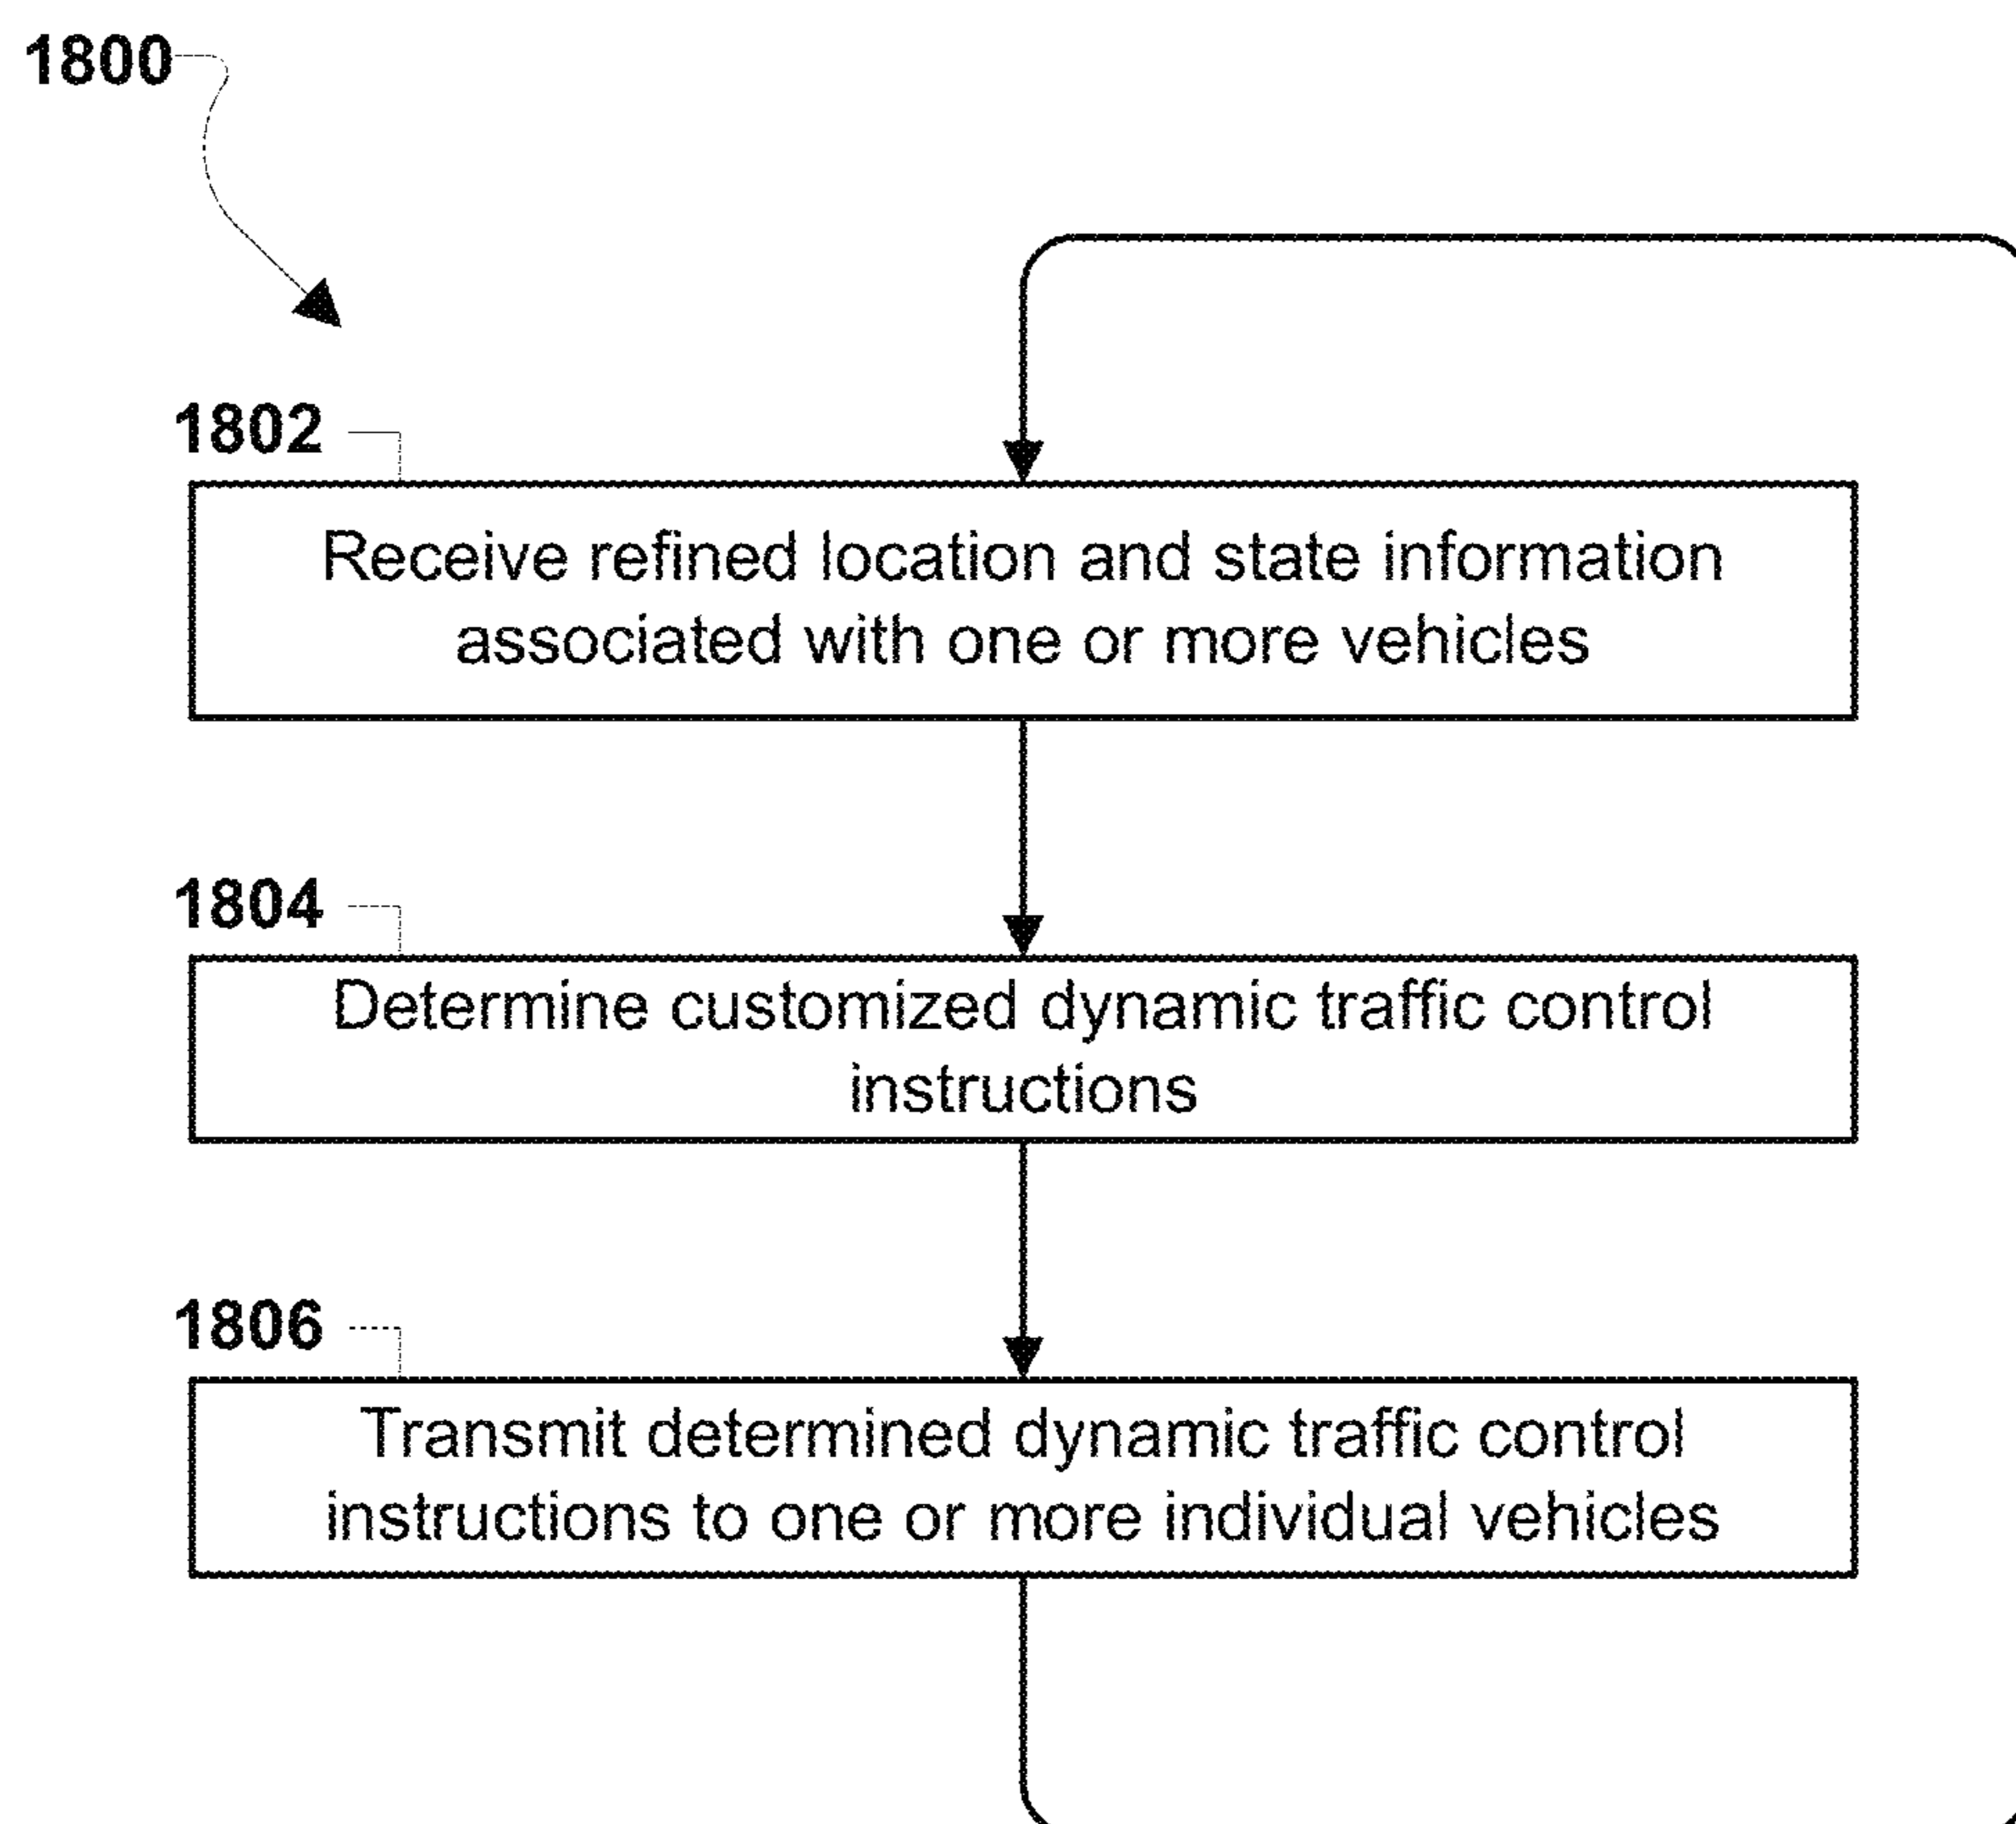 1800
1802
Receive refined location and state information
associated with one or more vehicles
1804
Determine customized dynamic traffic control
instructions
1806
Transmit determined dynamic traffic control
instructions to one or more individual vehicles